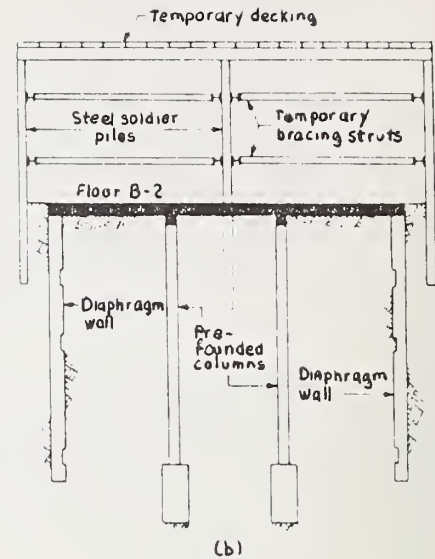 Temporary decking
Steel soldier
piles
Temporary
bracing struts
Floor B-2
Diaphragm
wall
Pre-
founded
columns
Diaphragm
wall
(b)